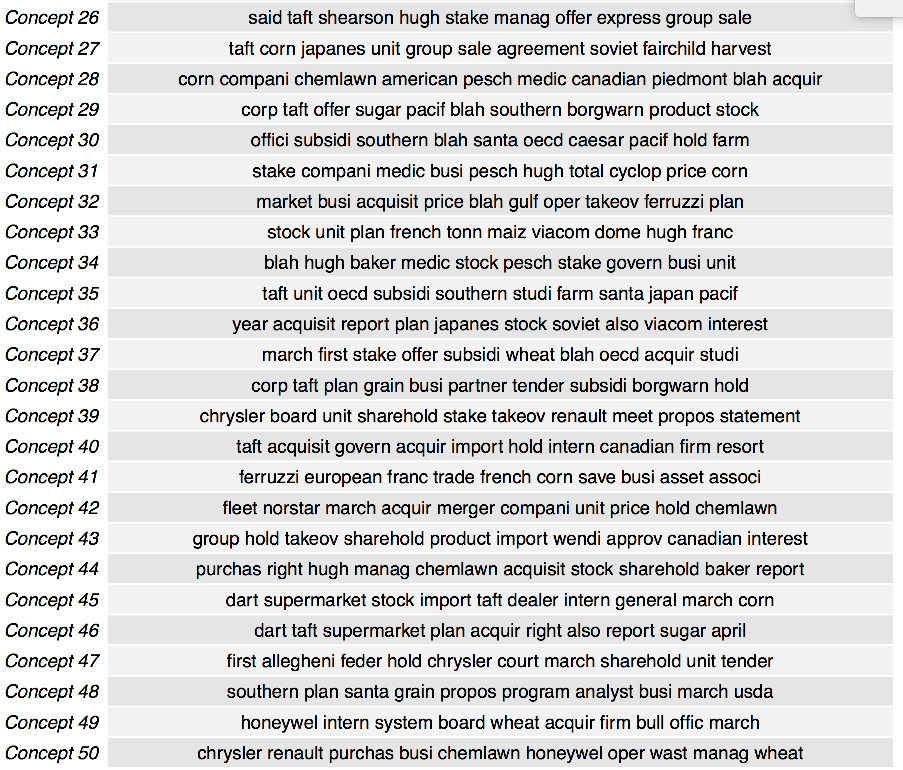 Concept 26 said taft shearson hugh stake manag offer express group sale
Concept 27 taft corn japanes unit group sale agreement soviet fairchild harvest
Concept 28 corn compani chemlawn american pesch medic canadian piedmont blah acquir
Concept 29 corp taft offer sugar pacif blah southern borgwarn product stock
Concept 30 offici subsidi southern blah santa oecd caesar pacif hold farm
Concept 31 stake compani medic busi pesch hugh total cyclop price corn
Concept 32 market busi acquisit price blah gulf oper takeov ferruzzi plan
Concept 33 stock unit plan french tonn maiz viacom dome hugh franc
Concept 34 blah hugh baker medic stock pesch stake govern busi unit
Concept 35 taft unit oecd subsidi southern studi farm santa japan pacif
Concept 36 year acquisit report plan japanes stock soviet also viacom interest
Concept 37 march first stake offer subsidi wheat blah oecd acquir studi
Concept 38 corp taft plan grain busi partner tender subsidi borgwarn hold
Concept 39 chrysler board unit sharehold stake takeov renault meet propos statement
Concept 40 taft acquisit govern acquir import hold intern canadian firm resort
Concept 41 ferruzzi european franc trade french corn save busi asset associ
Concept 42 fleet norstar march acquir merger compani unit price hold chemlawn
Concept 43 group hold takeov sharehold product import wendi approv canadian interest
Concept 44 purchas right hugh manag chemlawn acquisit stock sharehold baker report
Concept 45 dart supermarket stock import taft dealer intern general march corn
Concept 46 dart taft supermarket plan acquir right also report sugar april
Concept 47 first allegheni feder hold chrysler court march sharehold unit tender
Concept 48 southern plan santa grain propos program analyst busi march usda
Concept 49 honeywel intern system board wheat acquir firm bull offic march
Concept 50 chrysler renault purchas busi chemlawn honeywel oper wast manag wheat